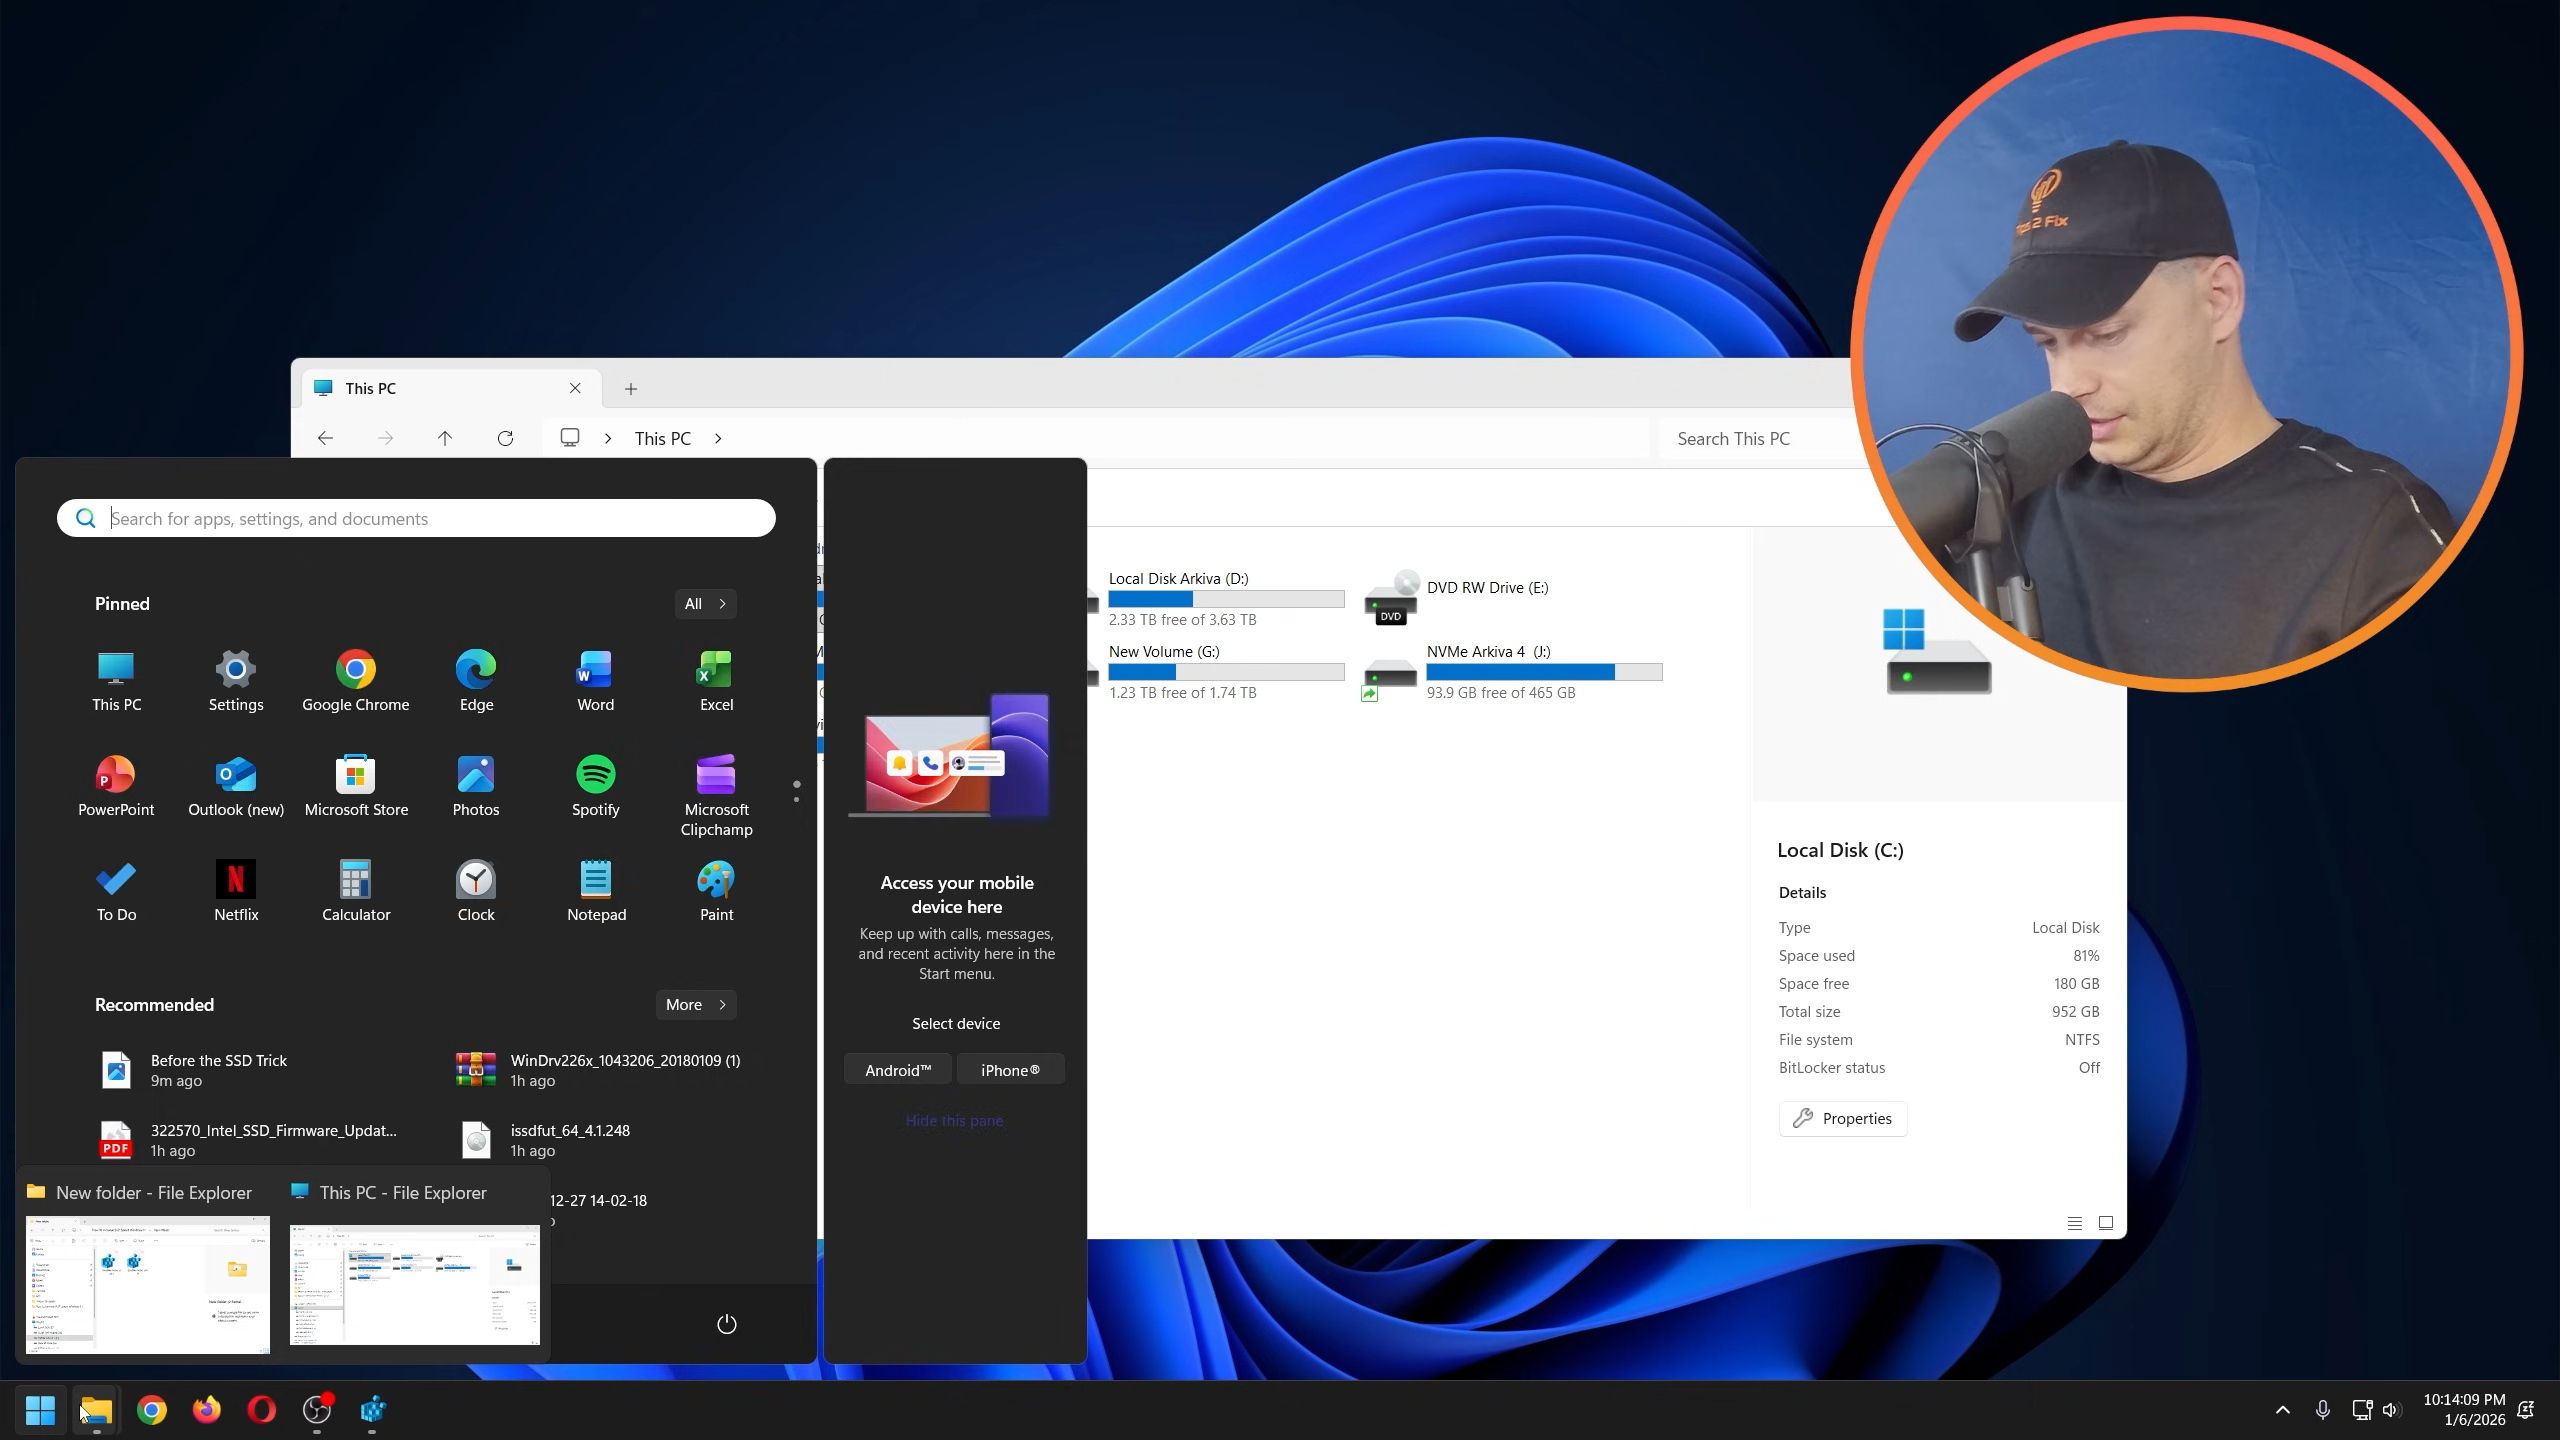 This PC
This PC
Search This PC
Search for apps, settings, and documents
Pinned
All
This PC
Settings
Google Chrome
Edge
Word
Excel
PowerPoint
Outlook (new)
Microsoft Store
Photos
Spotify
Microsoft
Clipchamp
To Do
Netflix
Calculator
Clock
Notepad
Paint
Recommended
More
Before the SSD Trick
9m ago
WinDrv226x_1043206_20180109 (1)
1h ago
PDF
322570_Intel_SSD_Firmware_Updat...
1h ago
issdfut_64_4.1.248
1h ago
12-27 14-02-18
New folder - File Explorer
This PC - File Explorer
Access your mobile
device here
Keep up with calls, messages,
and recent activity here in the
Start menu.
Select device
Android™
iPhone®
Hide this pane
Local Disk Arkiva (D:)
2.33 TB free of 3.63 TB
DVD
DVD RW Drive (E:)
New Volume (G:)
1.23 TB free of 1.74 TB
NVMe Arkiva 4 (J:)
93.9 GB free of 465 GB
Local Disk (C:)
Details
Type Local Disk
Space used 81%
Space free 180 GB
Total size 952 GB
File system NTFS
BitLocker status Off
Properties
2 Fix
10:14:09 PM
1/6/2026